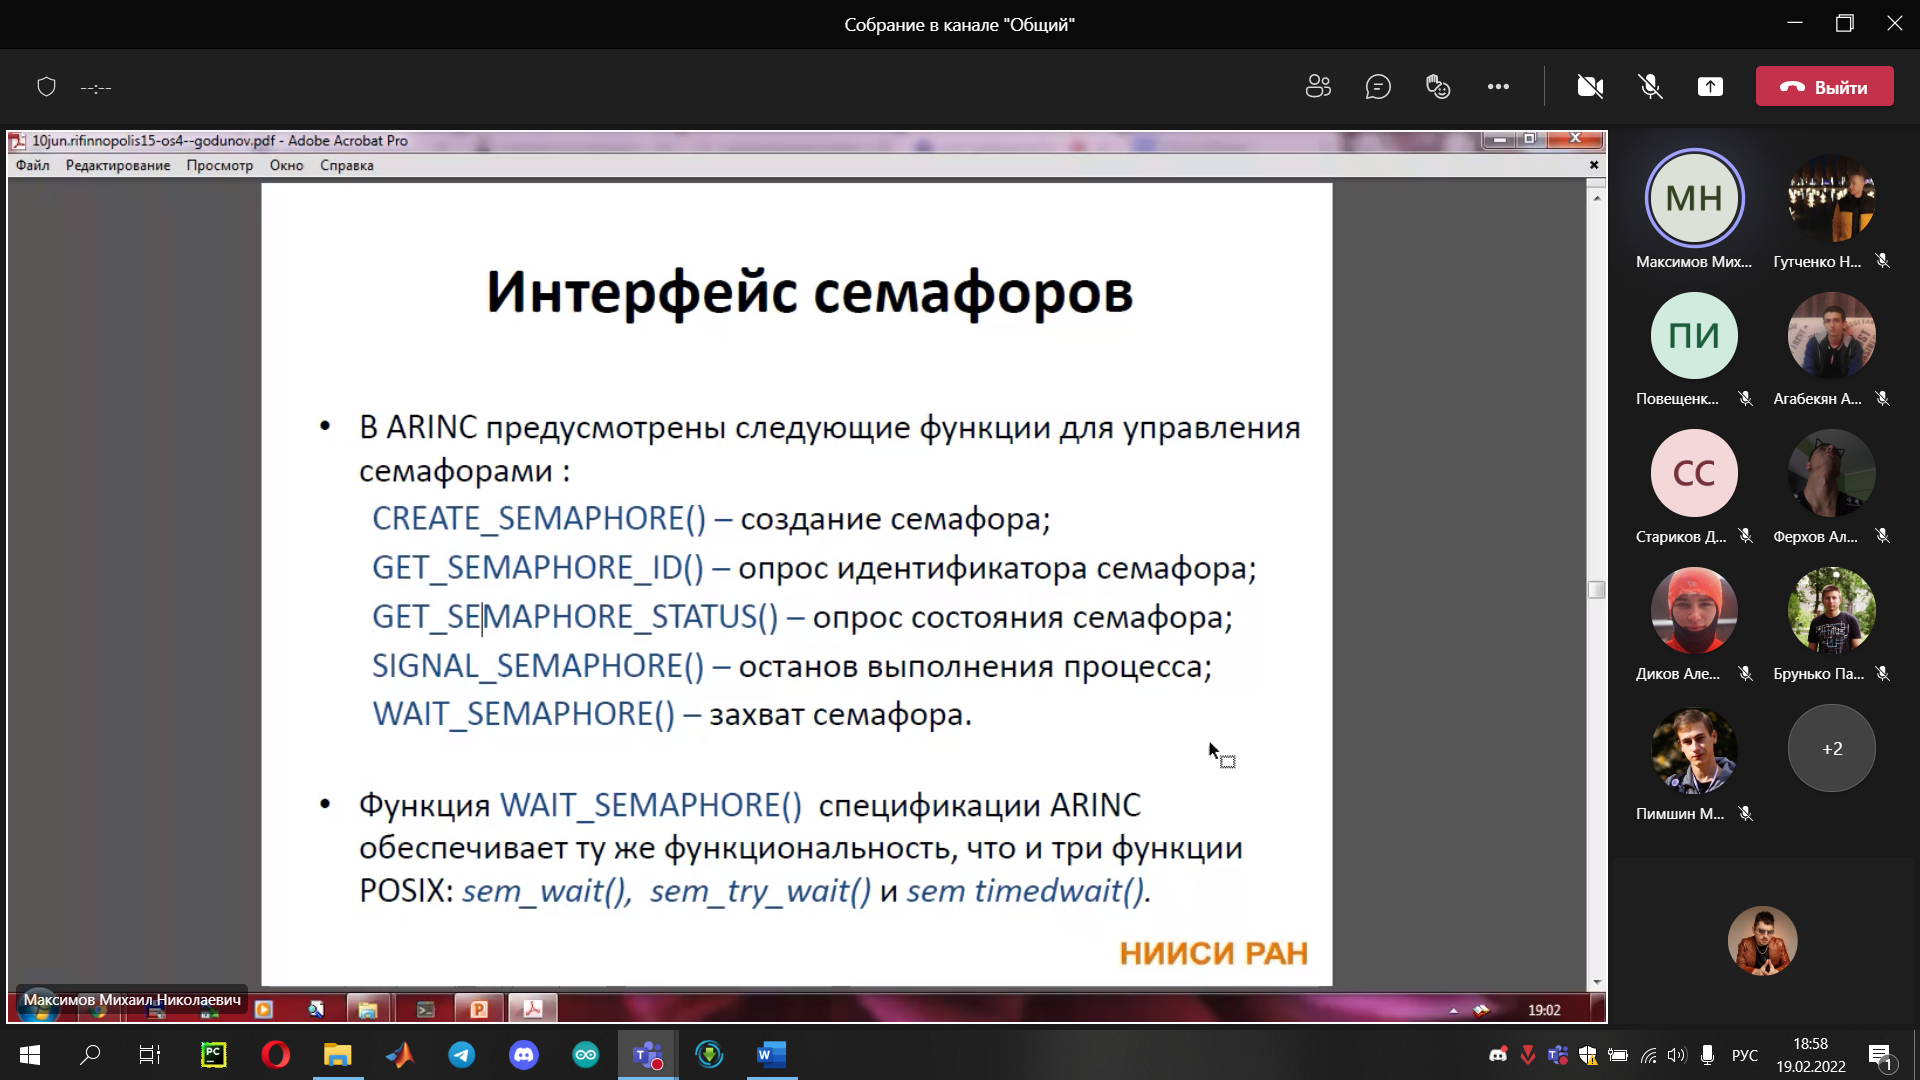 Собрание в канале "Общий"
--:--
Выйти
10jun.rifinnopolis15-os4--godunov.pdf - Adobe Acrobat Pro
Файл Редактирование Просмотр Окно Справка
Интерфейс семафоров
• В ARINC предусмотрены следующие функции для управления
семафорами :
CREATE_SEMAPHORE() – создание семафора;
GET_SEMAPHORE_ID() – опрос идентификатора семафора;
GET_SEMAPHORE_STATUS() – опрос состояния семафора;
SIGNAL_SEMAPHORE() – останов выполнения процесса;
WAIT_SEMAPHORE() – захват семафора.
• Функция WAIT_SEMAPHORE() спецификации ARINC
обеспечивает ту же функциональность, что и три функции
POSIX: sem_wait(), sem_try_wait() и sem timedwait().
НИИСИ РАН
Максимов Михаил Николаевич
19:02
МН
Максимов Мих...
Гутченко Н...
ПИ
Повещенк...
Агабекян А...
СС
Стариков Д...
Ферхов Ал...
Диков Але...
Брунько Па...
Пимшин М...
+2
РУС
18:58
19.02.2022
1